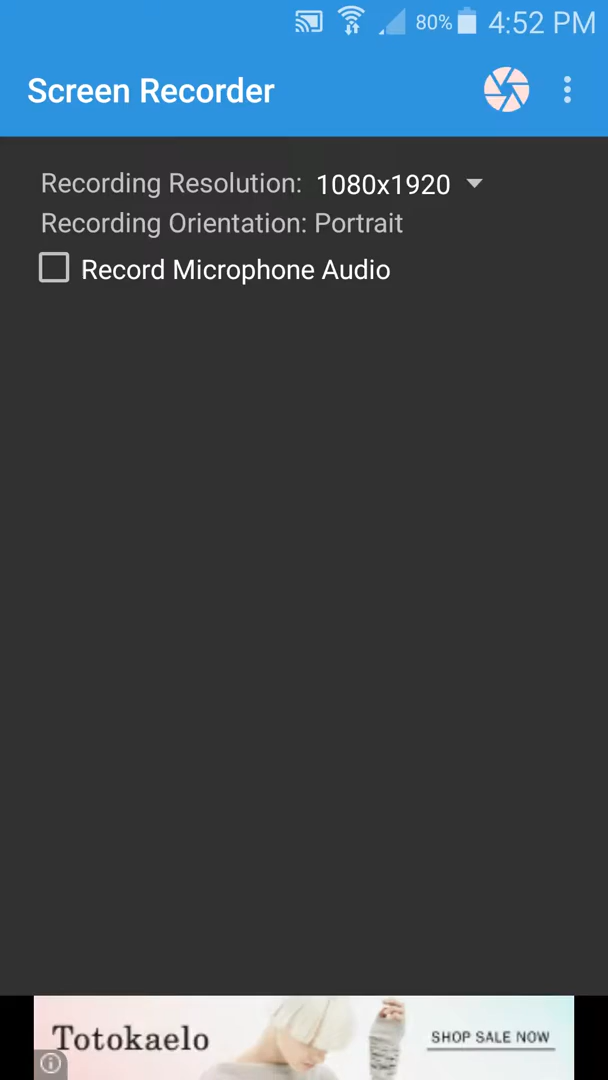 80% 4:52 PM
Screen Recorder
Recording Resolution: 1080x1920
Recording Orientation: Portrait
Record Microphone Audio
Totokaelo
SHOP SALE NOW